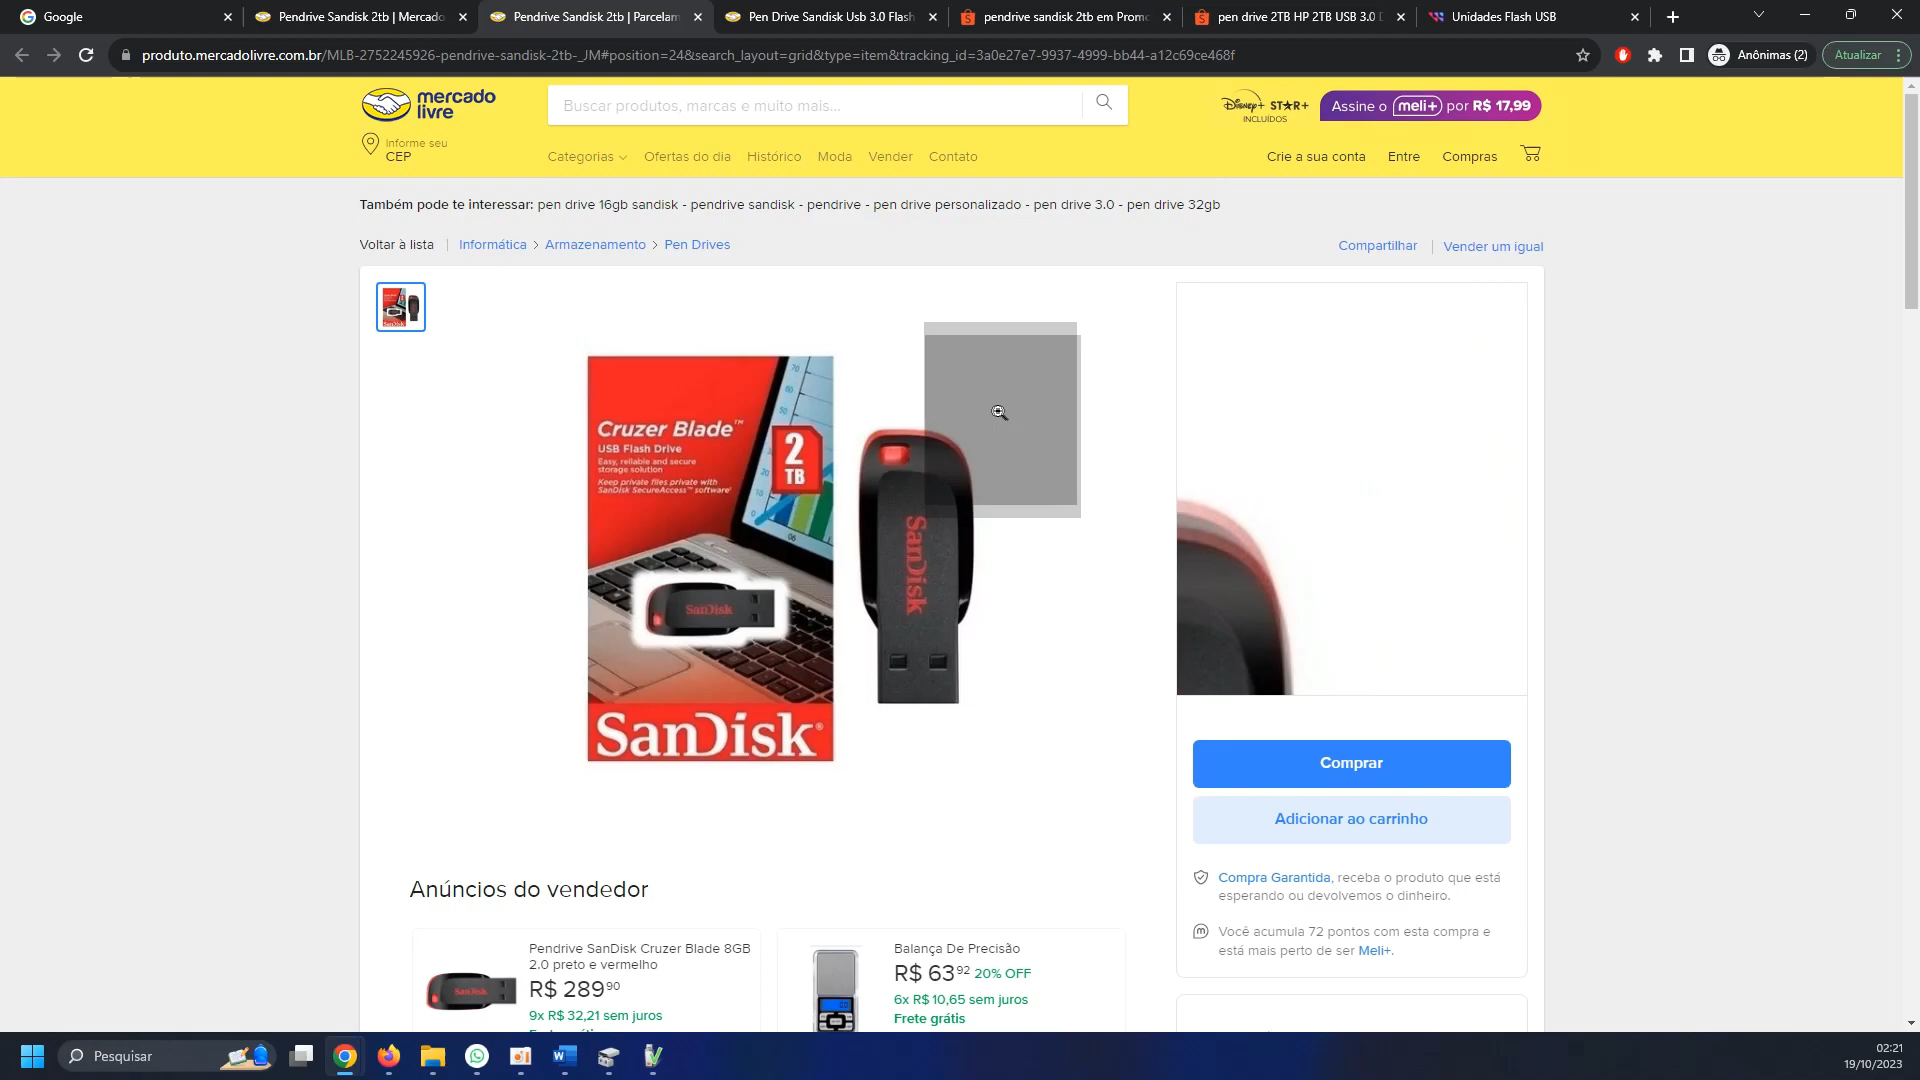 Google
Pendrive Sandisk 2tb | Mercado
Pendrive Sandisk 2tb | Parcelam
Pen Drive Sandisk Usb 3.0 Flash
pendrive sandisk 2tb em Promo
pen drive 2TB HP 2TB USB 3.0
Unidades Flash USB
produto.mercadolivre.com.br/MLB-2752245926-pendrive-sandisk-2tb-_JM#position=24&search_layout=grid&type=item&tracking_id=3a0e27e7-9937-4999-bb44-a12c69ce468f
Anônimas (2)
Atualizar
mercado
livre
Buscar produtos, marcas e muito mais...
Disney+ STAR+
INCLUÍDOS
Assine o meli+ por R$ 17,99
Informe seu
CEP
Categorias
Ofertas do dia
Histórico
Moda
Vender
Contato
Crie a sua conta
Entre
Compras
Também pode te interessar: pen drive 16gb sandisk - pendrive sandisk - pendrive - pen drive personalizado - pen drive 3.0 - pen drive 32gb
Voltar à lista
Informática > Armazenamento > Pen Drives
Compartilhar
Vender um igual
Cruzer Blade™
USB Flash Drive
Easy, reliable and secure
storage solution
Keep private files private with
SanDisk SecureAccess™ software
2
TB
70
60
50
SanDisk
SanDisk
SanDisk®
Comprar
Adicionar ao carrinho
Compra Garantida, receba o produto que está
esperando ou devolvemos o dinheiro.
Você acumula 72 pontos com esta compra e
está mais perto de ser Meli+.
Anúncios do vendedor
Pendrive SanDisk Cruzer Blade 8GB
2.0 preto e vermelho
R$ 289⁹⁰
9x R$ 32,21 sem juros
SanDisk
Balança De Precisão
R$ 63⁹² 20% OFF
6x R$ 10,65 sem juros
Frete grátis
Pesquisar
02:21
19/10/2023